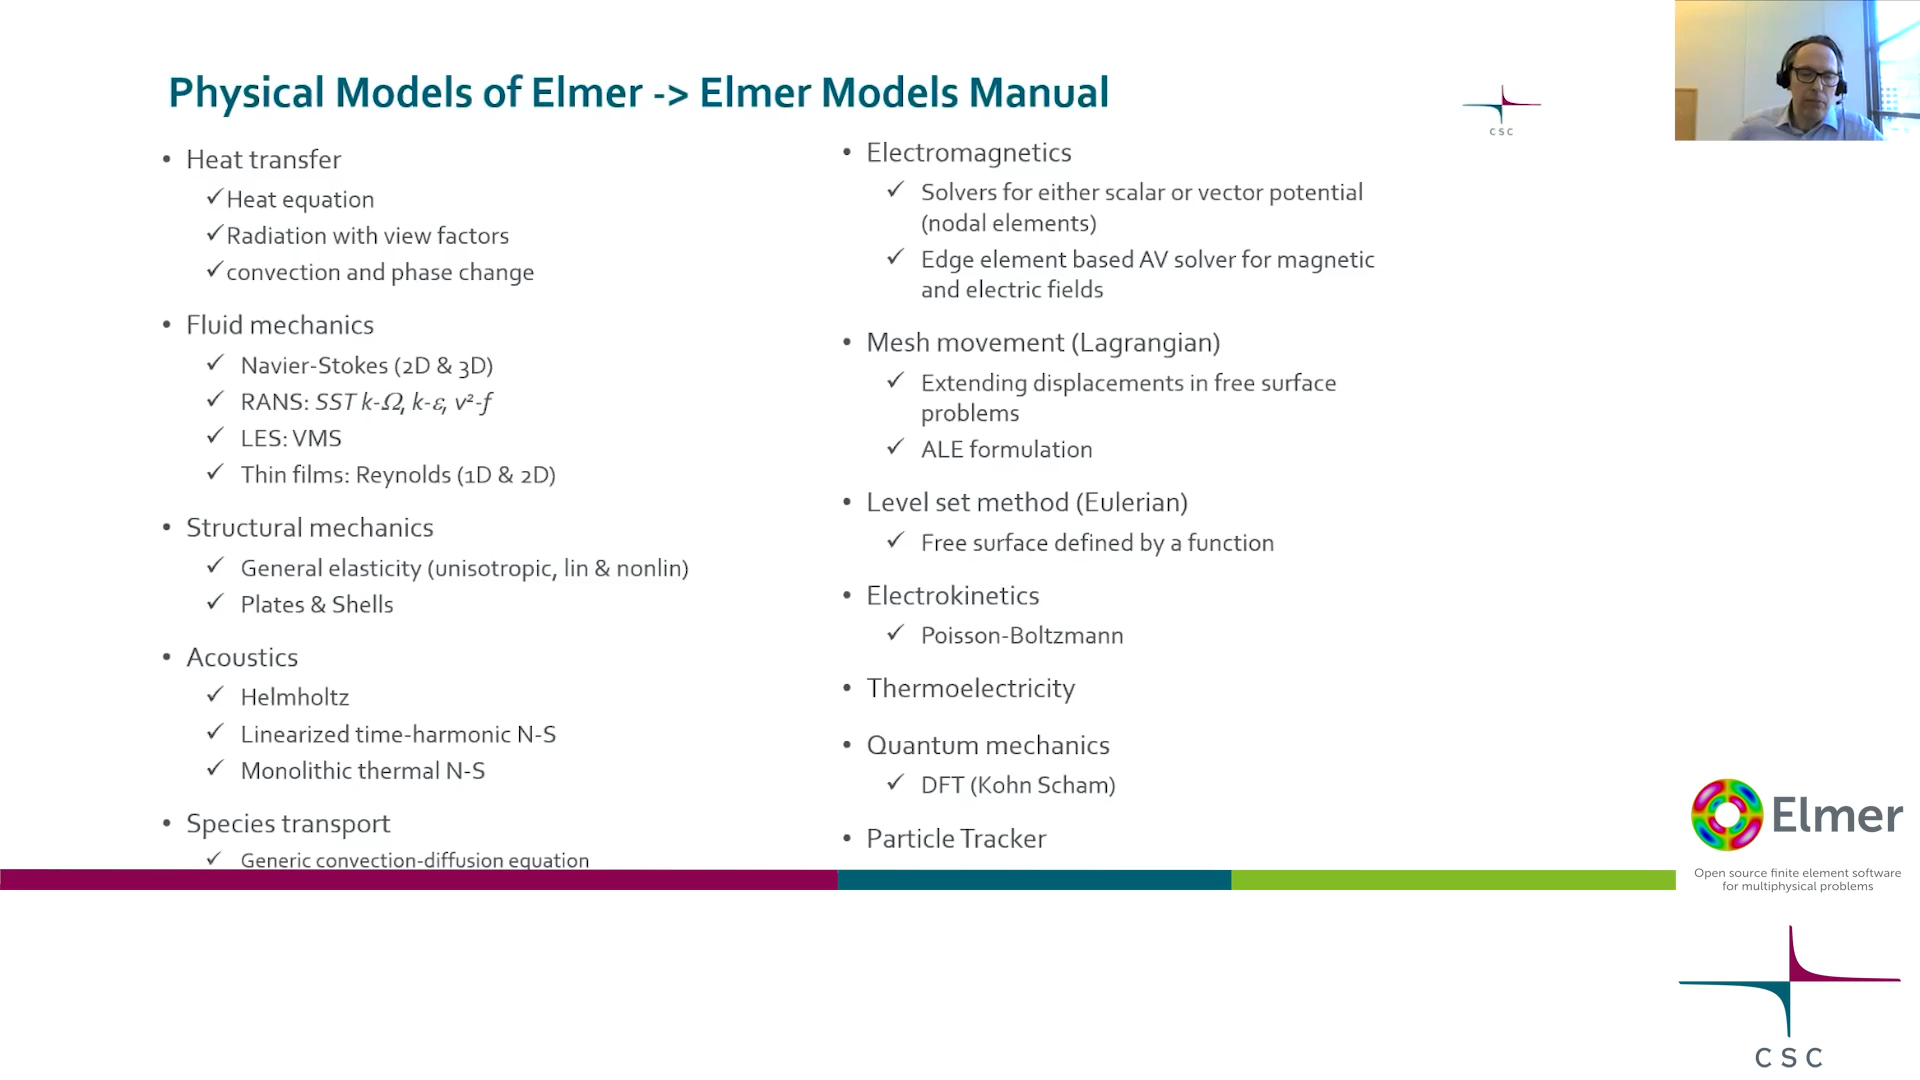 Physical Models of Elmer -> Elmer Models Manual
CSC
• Heat transfer
✓Heat equation
✓Radiation with view factors
✓convection and phase change
• Fluid mechanics
✓ Navier-Stokes (2D & 3D)
✓ RANS: SST k-Ω, k-ε, v²-f
✓ LES: VMS
✓ Thin films: Reynolds (1D & 2D)
• Structural mechanics
✓ General elasticity (unisotropic, lin & nonlin)
✓ Plates & Shells
• Acoustics
✓ Helmholtz
✓ Linearized time-harmonic N-S
✓ Monolithic thermal N-S
• Species transport
✓ Generic convection-diffusion equation
• Electromagnetics
✓ Solvers for either scalar or vector potential
(nodal elements)
✓ Edge element based AV solver for magnetic
and electric fields
• Mesh movement (Lagrangian)
✓ Extending displacements in free surface
problems
✓ ALE formulation
• Level set method (Eulerian)
✓ Free surface defined by a function
• Electrokinetics
✓ Poisson-Boltzmann
• Thermoelectricity
• Quantum mechanics
✓ DFT (Kohn Scham)
• Particle Tracker
Elmer
Open source finite element software
for multiphysical problems
CSC